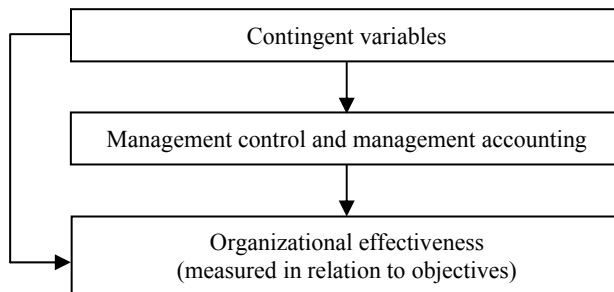 Contingent variables
Management control and management accounting
Organizational effectiveness
(measured in relation to objectives)